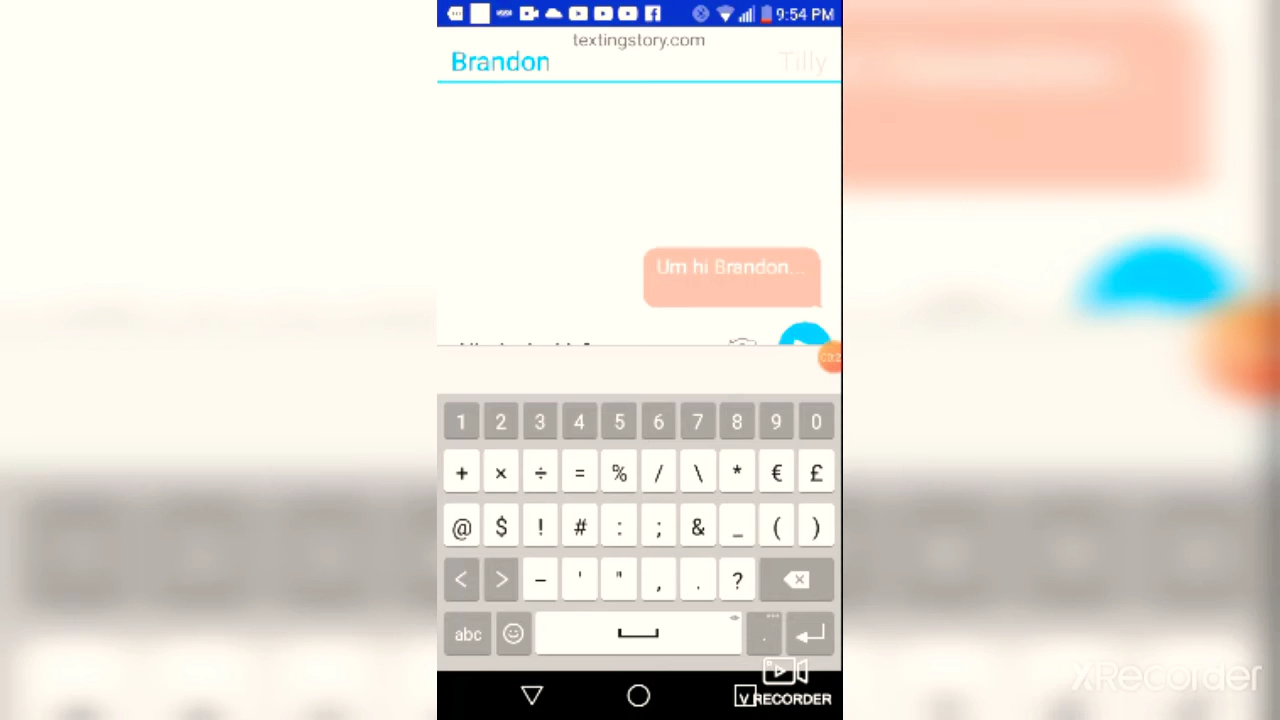 9:54 PM
textingstory.com
Brandon Tilly
Um hi Brandon...
1 2 3 4 5 6 7 8 9 0
+ × ÷ = % / \ * € £
@ $ ! # : ; & _ ( )
< > - ' " , . ?
abc .
V RECORDER
XRecorder